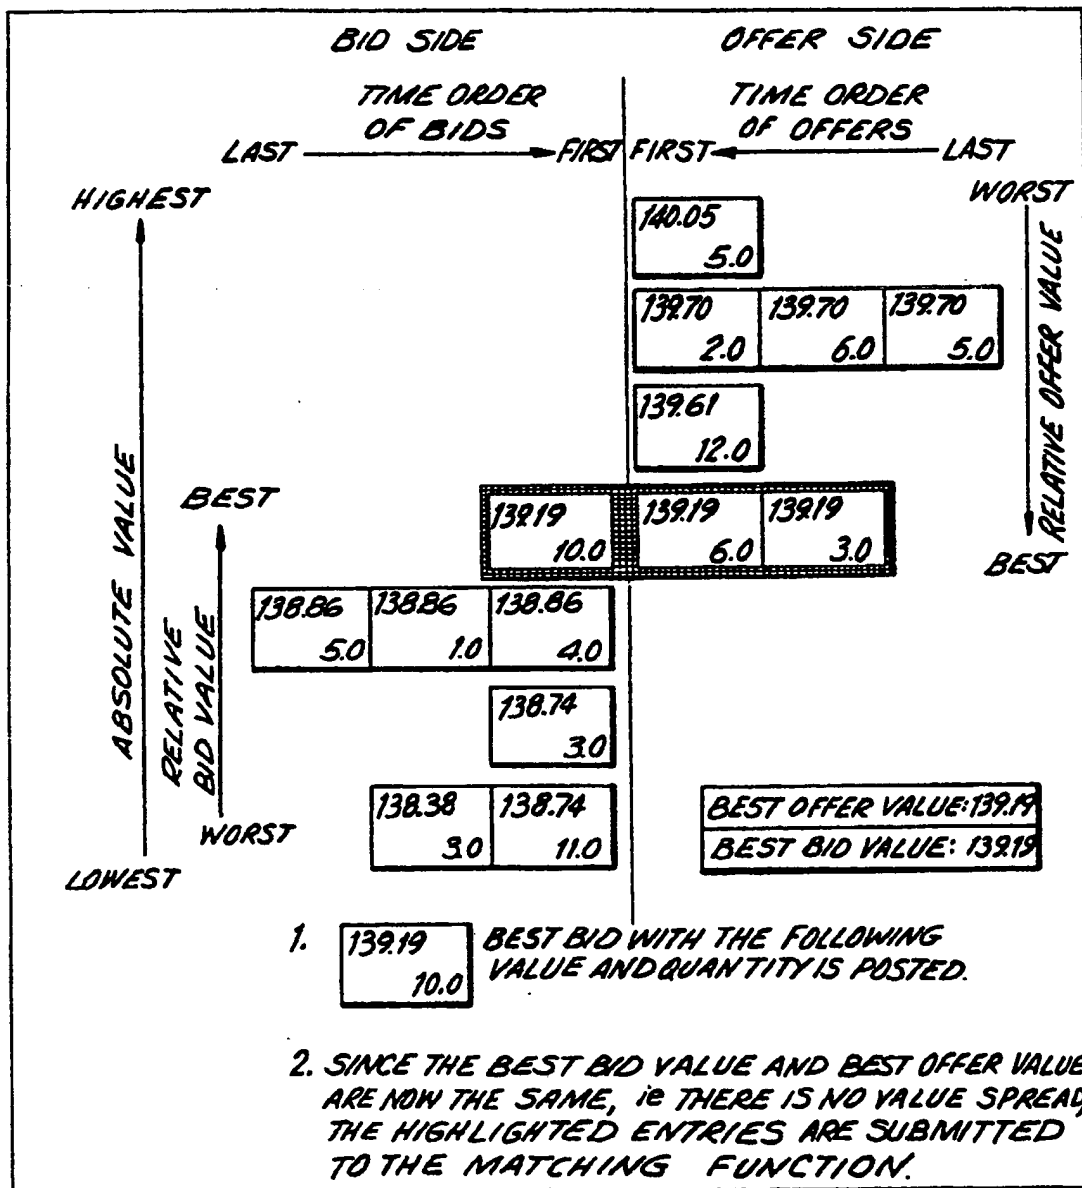 BID SIDE
OFFER SIDE
TIME ORDER
OF BIDS
TIME ORDER
OF OFFERS
LAST
FIRST
FIRST
LAST
HIGHEST
WORST
140.05
5.0
139.70
139.70
139.70
2.0
6.0
5.0
RELATIVE OFFER VALUE
139.61
12.0
BEST
139.19
139.19
139.19
10.0
6.0
3.0
BEST
ABSOLUTE VALUE
138.86
138.86
138.86
5.0
1.0
4.0
RELATIVE
BID VALUE
138.74
3.0
138.38
138.74
3.0
11.0
WORST
LOWEST
BEST OFFER VALUE: 139.19
BEST BID VALUE: 139.19
1.
139.19
10.0
BEST BID WITH THE FOLLOWING
VALUE AND QUANTITY IS POSTED.
2. SINCE THE BEST BID VALUE AND BEST OFFER VALUE
ARE NOW THE SAME, ie THERE IS NO VALUE SPREAD,
THE HIGHLIGHTED ENTRIES ARE SUBMITTED
TO THE MATCHING FUNCTION.